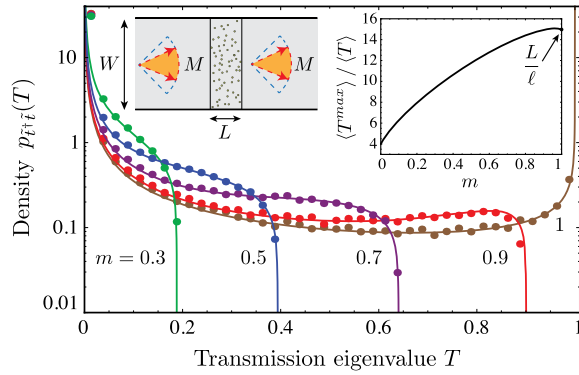 Density p_{t̃†t̃}(T)
10
1
0.1
0.01
W
M
M
L
⟨T^{max}⟩ / ⟨T⟩
16
14
12
10
8
6
4
0
0.2
0.4
0.6
0.8
1
m
L/ℓ
m = 0.3
0.5
0.7
0.9
1
0
0.2
0.4
0.6
0.8
1
Transmission eigenvalue T